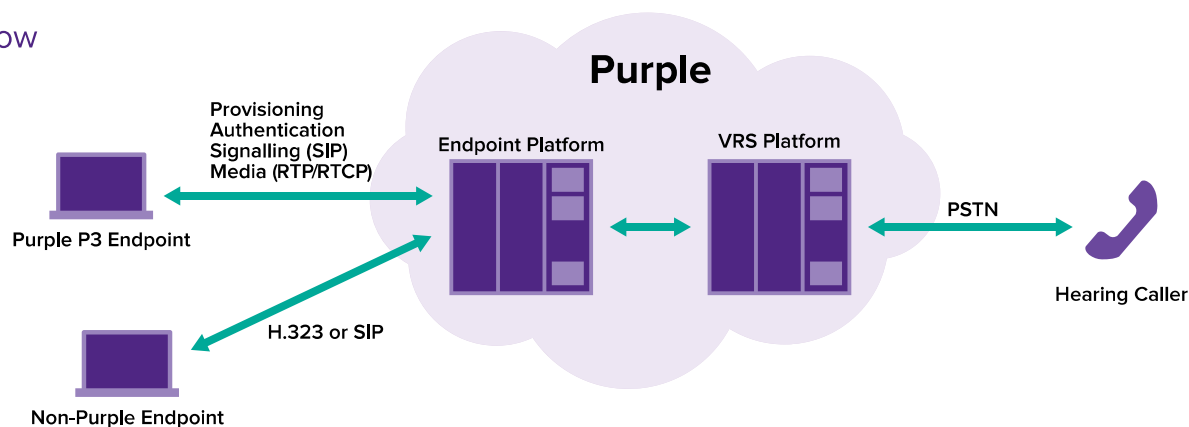 ow
Purple
Provisioning
Authentication
Signalling (SIP)
Media (RTP/RTCP)
Endpoint Platform
VRS Platform
PSTN
Purple P3 Endpoint
Hearing Caller
H.323 or SIP
Non-Purple Endpoint